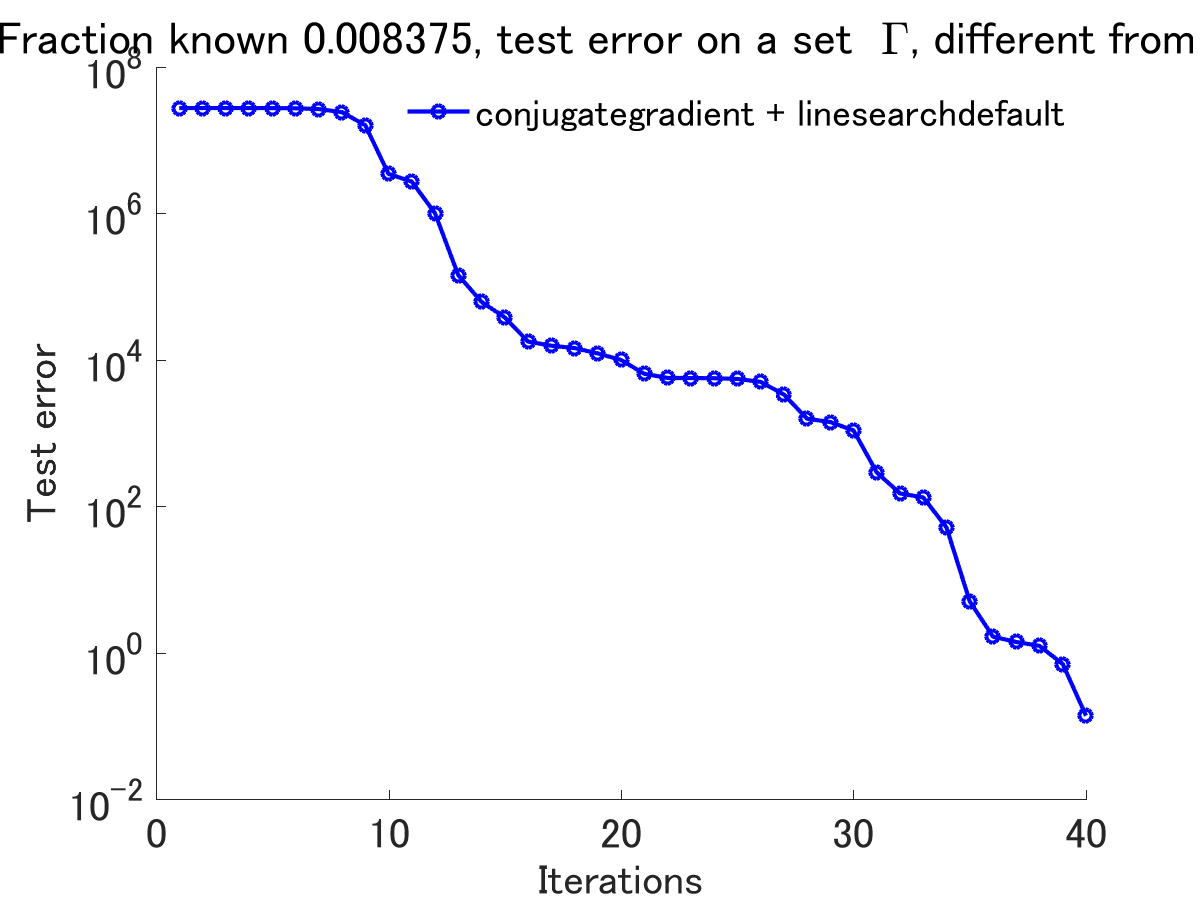 Fraction known 0.008375, test error on a set Γ, different from
conjugategradient + linesearchdefault
10^8
10^6
10^4
10^2
10^0
10^-2
Test error
0 10 20 30 40
Iterations